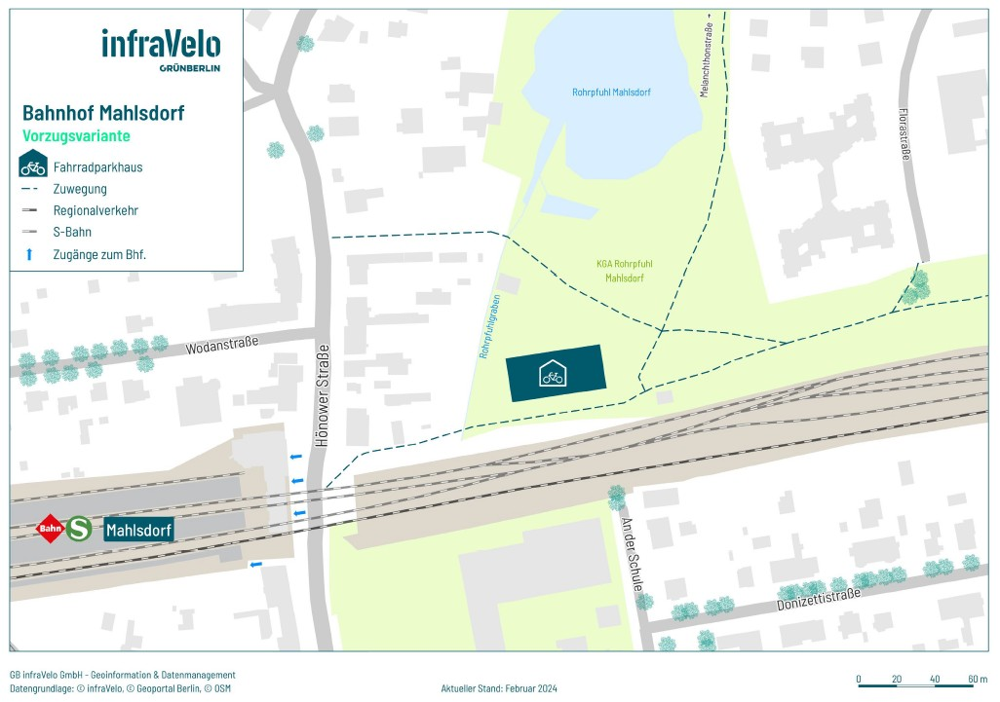 infraVelo
GRÜNBERLIN
Bahnhof Mahlsdorf
Vorzugsvariante
Fahrradparkhaus
Zuwegung
Regionalverkehr
S-Bahn
Zugänge zum Bhf.
Rohrpfuhl Mahlsdorf
Melanchthonstraße
Florastraße
KGA Rohrpfuhl
Mahlsdorf
Rohrpfuhlgraben
Wodanstraße
Hönower Straße
Bahn
S
Mahlsdorf
An der Schule
Donizettistraße
GB infraVelo GmbH - Geoinformation & Datenmanagement
Datengrundlage: © infraVelo, © Geoportal Berlin, © OSM
Aktueller Stand: Februar 2024
0 20 40 60 m